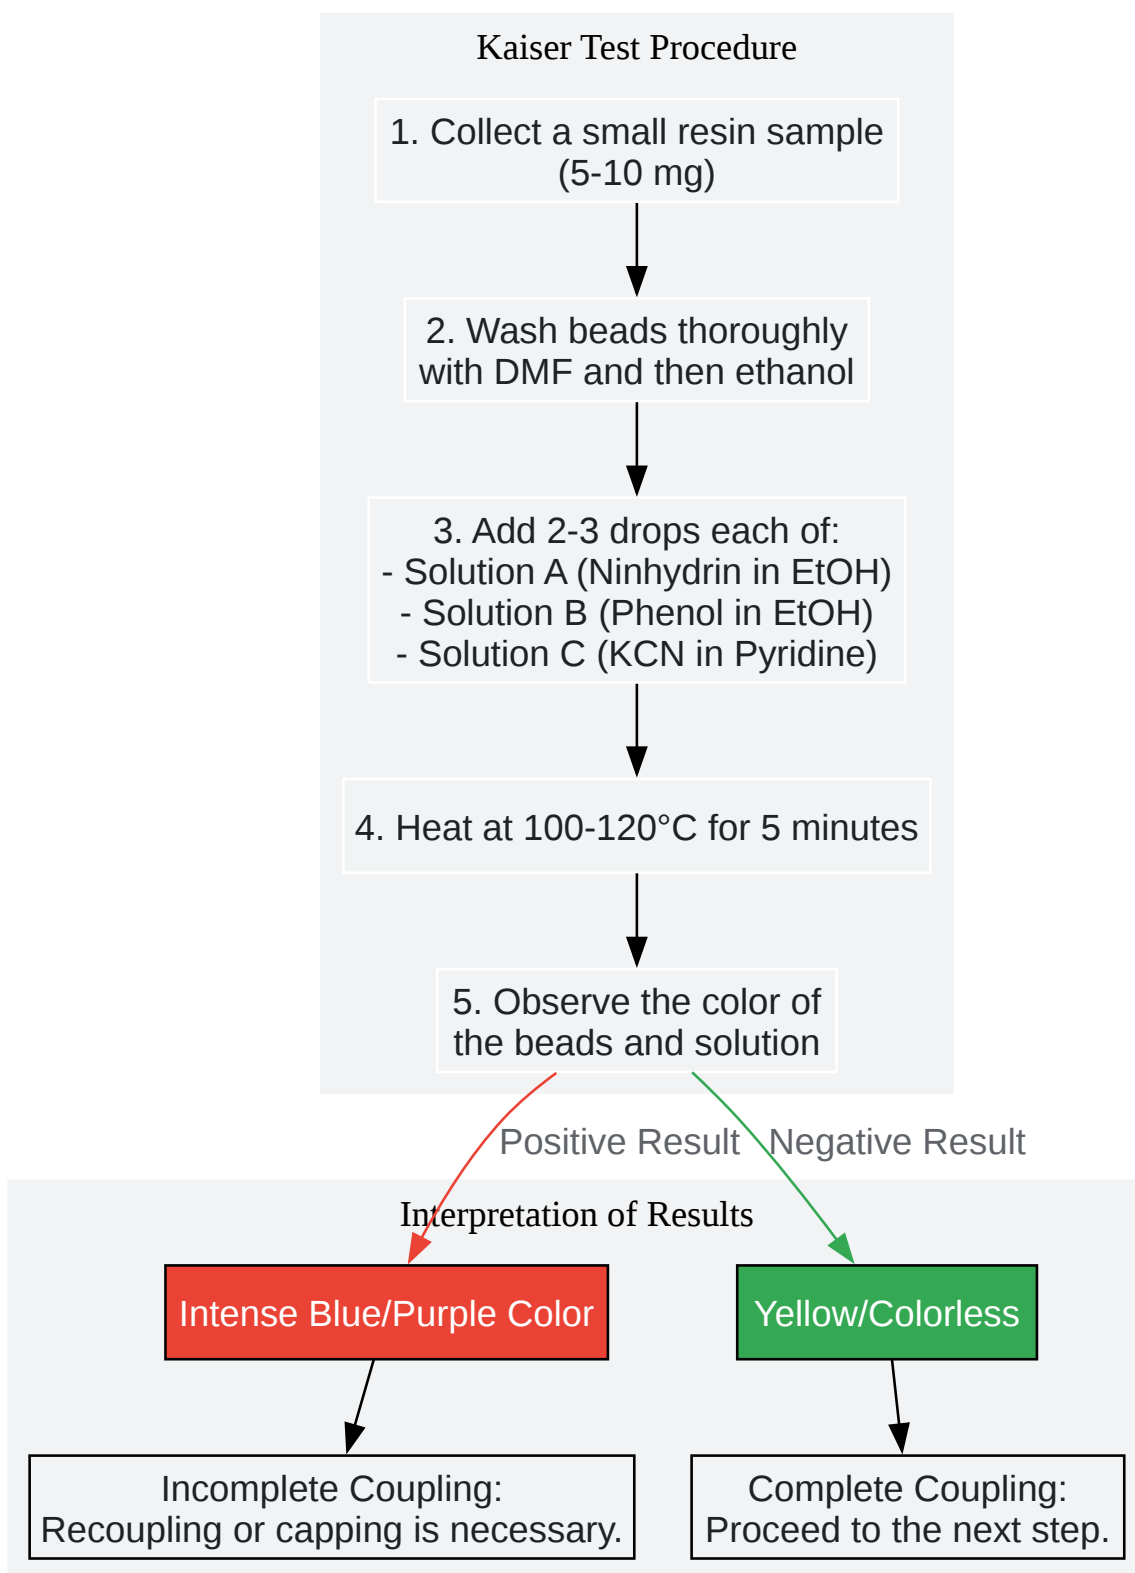 Kaiser Test Procedure
1. Collect a small resin sample
(5-10 mg)
2. Wash beads thoroughly
with DMF and then ethanol
3. Add 2-3 drops each of:
- Solution A (Ninhydrin in EtOH)
- Solution B (Phenol in EtOH)
- Solution C (KCN in Pyridine)
4. Heat at 100-120°C for 5 minutes
5. Observe the color of
the beads and solution
Positive Result
Negative Result
Interpretation of Results
Intense Blue/Purple Color
Yellow/Colorless
Incomplete Coupling:
Recoupling or capping is necessary.
Complete Coupling:
Proceed to the next step.